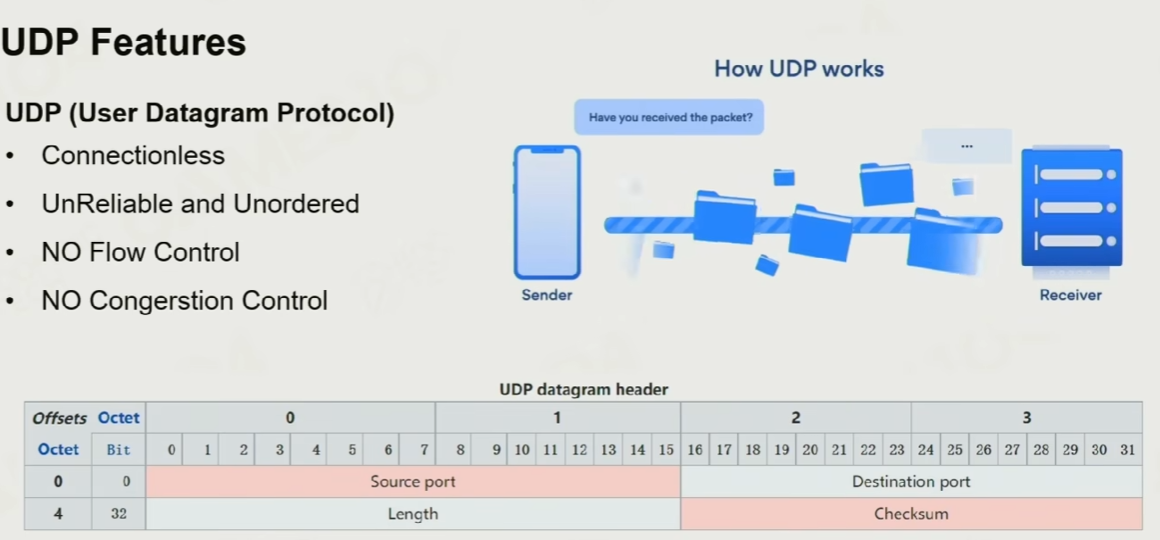 UDP Features
UDP (User Datagram Protocol)
• Connectionless
• UnReliable and Unordered
• NO Flow Control
• NO Congerstion Control
How UDP works
Have you received the packet?
...
Sender
Receiver
UDP datagram header
Offsets Octet 0 1 2 3
Octet Bit 0 1 2 3 4 5 6 7 8 9 10 11 12 13 14 15 16 17 18 19 20 21 22 23 24 25 26 27 28 29 30 31
0 0 Source port Destination port
4 32 Length Checksum